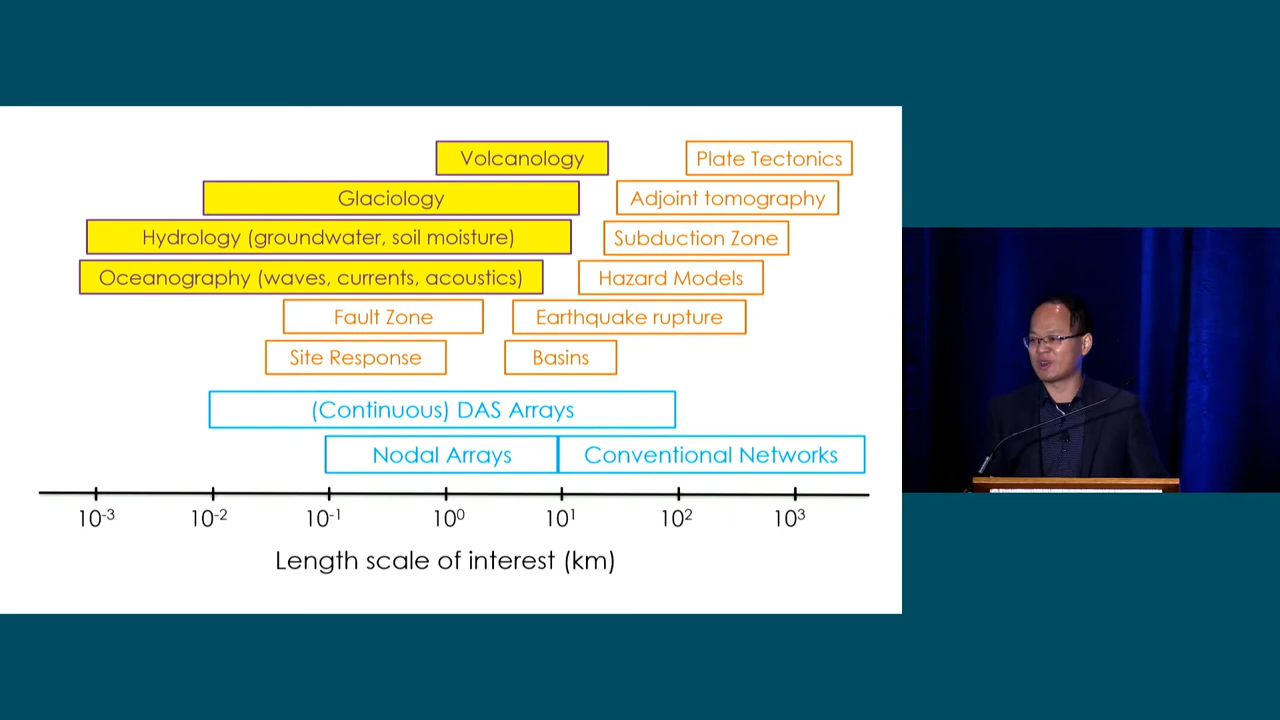 Volcanology
Plate Tectonics
Glaciology
Adjoint tomography
Hydrology (groundwater, soil moisture)
Subduction Zone
Oceanography (waves, currents, acoustics)
Hazard Models
Fault Zone
Earthquake rupture
Site Response
Basins
(Continuous) DAS Arrays
Nodal Arrays
Conventional Networks
10⁻³ 10⁻² 10⁻¹ 10⁰ 10¹ 10² 10³
Length scale of interest (km)